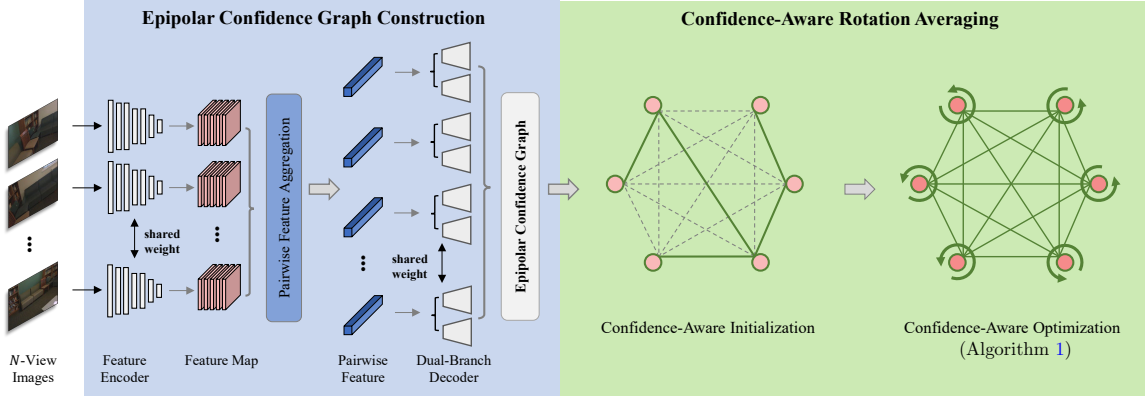 Epipolar Confidence Graph Construction
Confidence-Aware Rotation Averaging
shared
weight
Pairwise Feature Aggregation
shared
weight
Epipolar Confidence Graph
N-View
Images
Feature
Encoder
Feature Map
Pairwise
Feature
Dual-Branch
Decoder
Confidence-Aware Initialization
Confidence-Aware Optimization
(Algorithm 1)